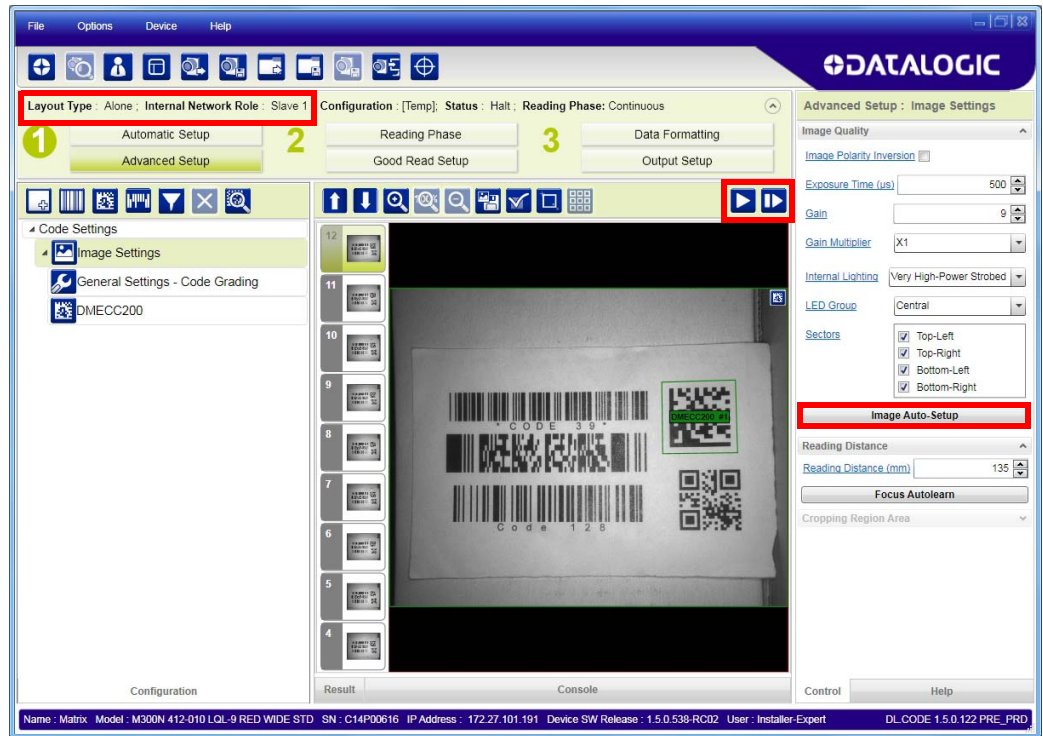 File Options Device Help
DATALOGIC
Layout Type : Alone ; Internal Network Role : Slave 1 Configuration : [Temp]; Status : Halt ; Reading Phase: Continuous
1 Automatic Setup
Advanced Setup
2 Reading Phase
Good Read Setup
3 Data Formatting
Output Setup
Code Settings
Image Settings
General Settings - Code Grading
DMECC200
12
11
10
9
8
7
6
5
4
* CODE 39 *
DMECC200 #1
Code 128
Advanced Setup : Image Settings
Image Quality
Image Polarity Inversion
Exposure Time (us) 500
Gain 9
Gain Multiplier X1
Internal Lighting Very High-Power Strobed
LED Group Central
Sectors Top-Left
Top-Right
Bottom-Left
Bottom-Right
Image Auto-Setup
Reading Distance
Reading Distance (mm) 135
Focus Autolearn
Cropping Region Area
Configuration
Result Console
Control Help
Name : Matrix Model : M300N 412-010 LQL-9 RED WIDE STD SN : C14P00616 IP Address : 172.27.101.191 Device SW Release : 1.5.0.538-RC02 User : Installer-Expert DL.CODE 1.5.0.122 PRE_PRD